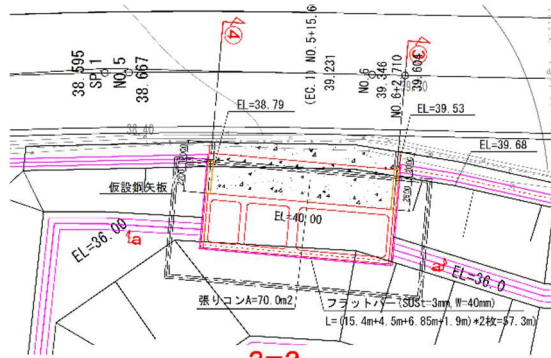 ④
③
38.595
SP.1
NO.5
38.667
(EC.1) NO.5+15.6
39.231
NO.6
39.346
NO.6+2.710
39.604
EL=38.79
EL=39.53
EL=39.68
38.40
仮設鋼矢板
EL=40.00
EL=36.00
a
a
EL=36.0
張りコンA=70.0m2
フラットバー(SUSt=3mm,W=40mm)
L=(15.4m+4.5m+6.85m+1.9m)*2枚=57.3m)